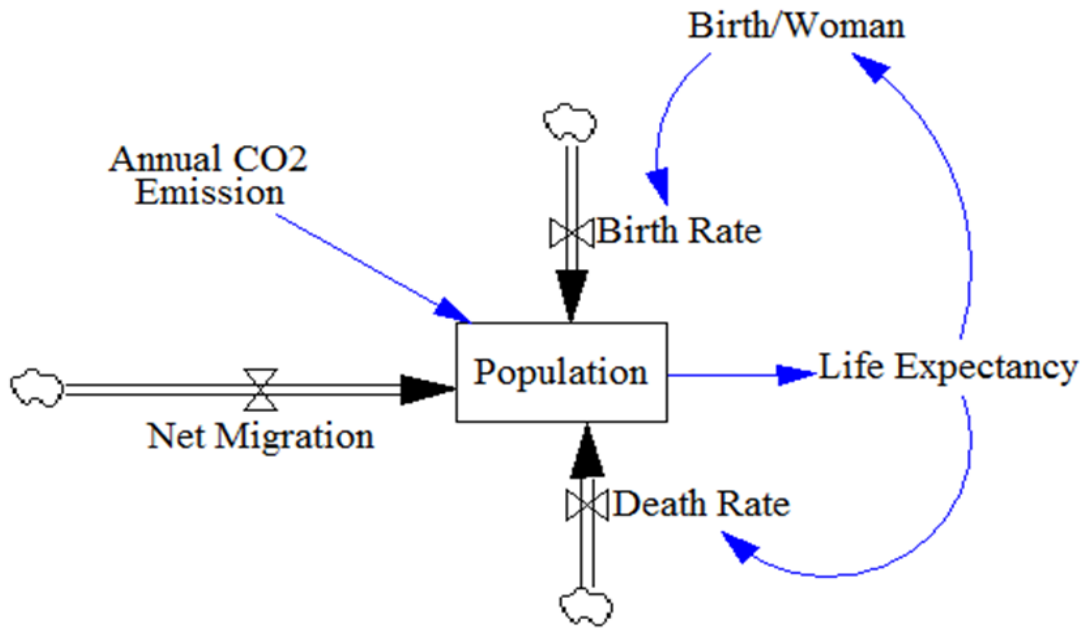 Birth/Woman
Annual CO2
Emission
Birth Rate
Population
Life Expectancy
Net Migration
Death Rate